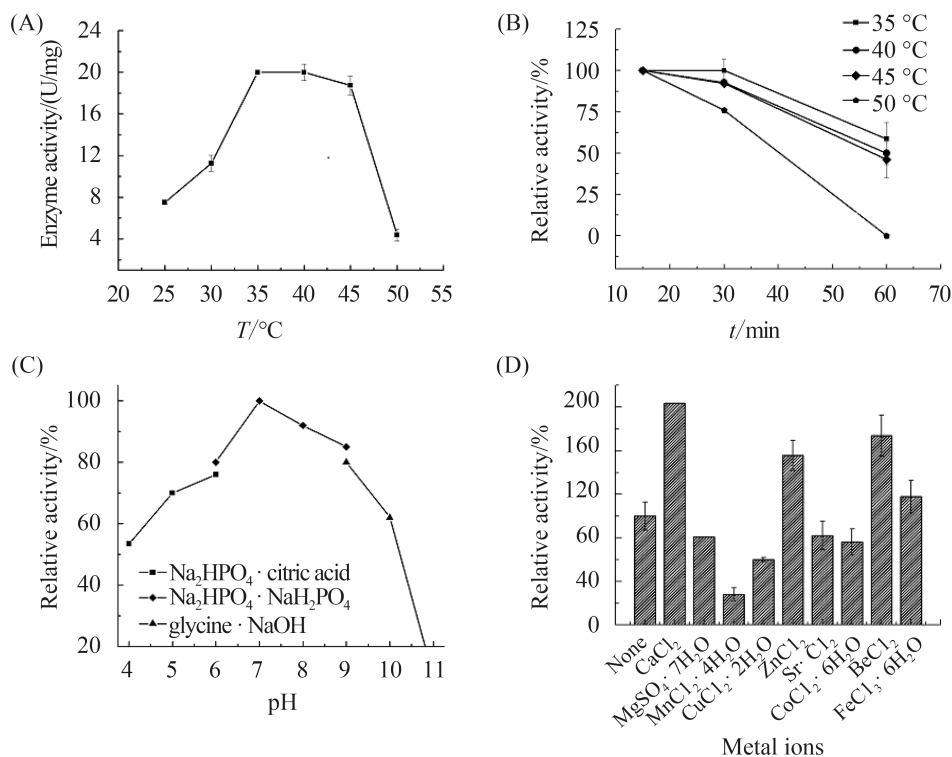 (A)
Enzyme activity/(U/mg)
24
20
16
12
8
4
20 25 30 35 40 45 50 55
T/°C
(B)
Relative activity/%
125
100
75
50
25
0
35 °C
40 °C
45 °C
50 °C
10 20 30 40 50 60 70
t/min
(C)
Relative activity/%
100
80
60
40
20
Na₂HPO₄ · citric acid
Na₂HPO₄ · NaH₂PO₄
glycine · NaOH
4 5 6 7 8 9 10 11
pH
(D)
Relative activity/%
200
160
120
60
40
0
None
CaCl₂
MgSO₄ · 7H₂O
MnCl₂ · 4H₂O
CuCl₂ · 2H₂O
ZnCl₂
Sr · Cl₂
CoCl₂ · 6H₂O
BeCl₂
FeCl₃ · 6H₂O
Metal ions